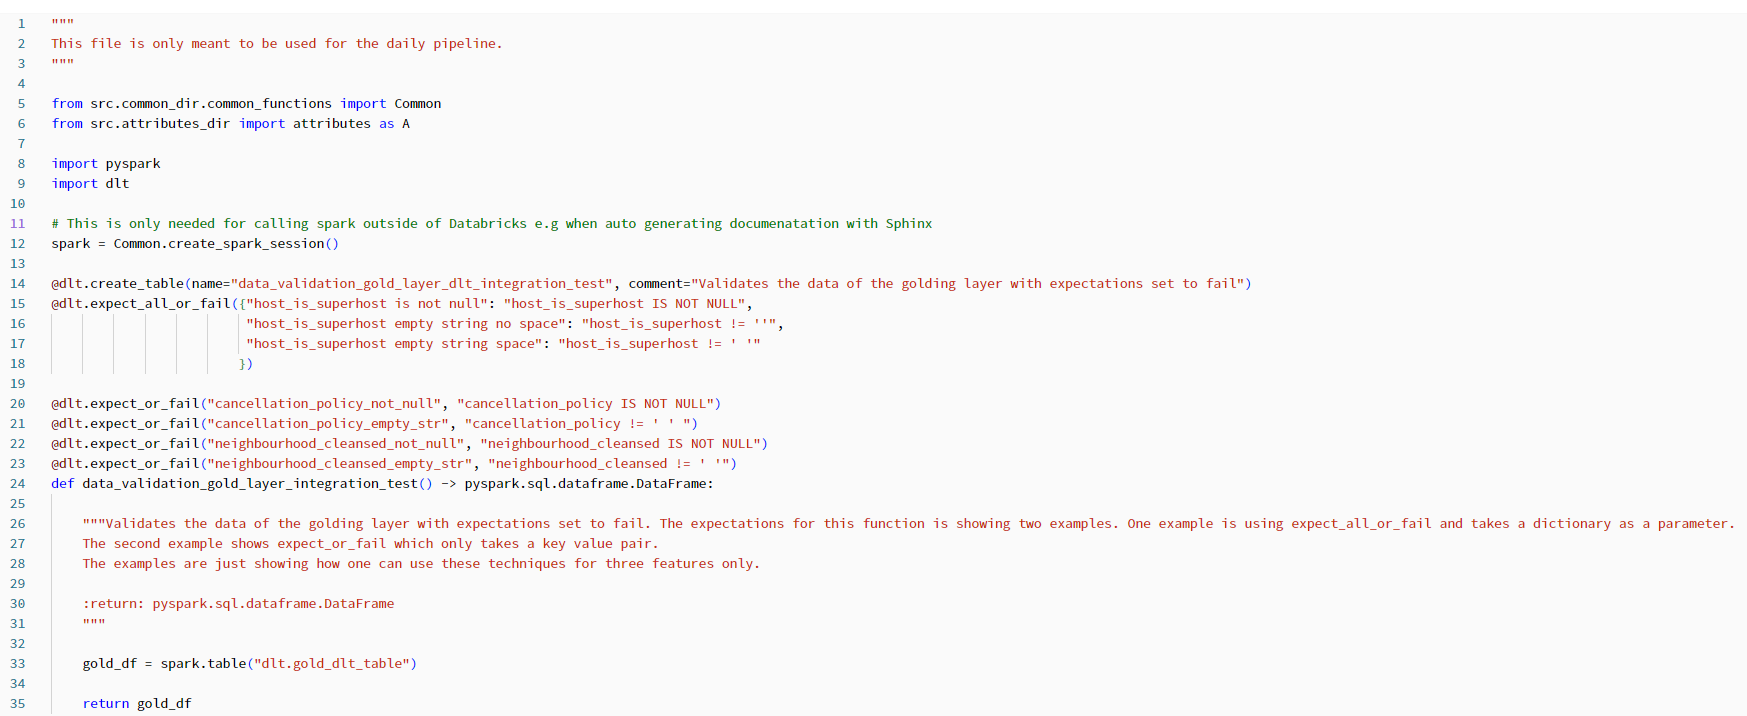 1 """
2 This file is only meant to be used for the daily pipeline.
3 """
4
5 from src.common_dir.common_functions import Common
6 from src.attributes_dir import attributes as A
7
8 import pyspark
9 import dlt
10
11 # This is only needed for calling spark outside of Databricks e.g when auto generating documenatation with Sphinx
12 spark = Common.create_spark_session()
13
14 @dlt.create_table(name="data_validation_gold_layer_dlt_integration_test", comment="Validates the data of the golding layer with expectations set to fail")
15 @dlt.expect_all_or_fail({"host_is_superhost is not null": "host_is_superhost IS NOT NULL",
16                          "host_is_superhost empty string no space": "host_is_superhost != ''",
17                          "host_is_superhost empty string space": "host_is_superhost != ' '"
18                         })
19
20 @dlt.expect_or_fail("cancellation_policy_not_null", "cancellation_policy IS NOT NULL")
21 @dlt.expect_or_fail("cancellation_policy_empty_str", "cancellation_policy != ' ' ")
22 @dlt.expect_or_fail("neighbourhood_cleansed_not_null", "neighbourhood_cleansed IS NOT NULL")
23 @dlt.expect_or_fail("neighbourhood_cleansed_empty_str", "neighbourhood_cleansed != ' '")
24 def data_validation_gold_layer_integration_test() -> pyspark.sql.dataframe.DataFrame:
25
26     """Validates the data of the golding layer with expectations set to fail. The expectations for this function is showing two examples. One example is using expect_all_or_fail and takes a dictionary as a parameter.
27     The second example shows expect_or_fail which only takes a key value pair.
28     The examples are just showing how one can use these techniques for three features only.
29
30     :return: pyspark.sql.dataframe.DataFrame
31     """
32
33     gold_df = spark.table("dlt.gold_dlt_table")
34
35     return gold_df